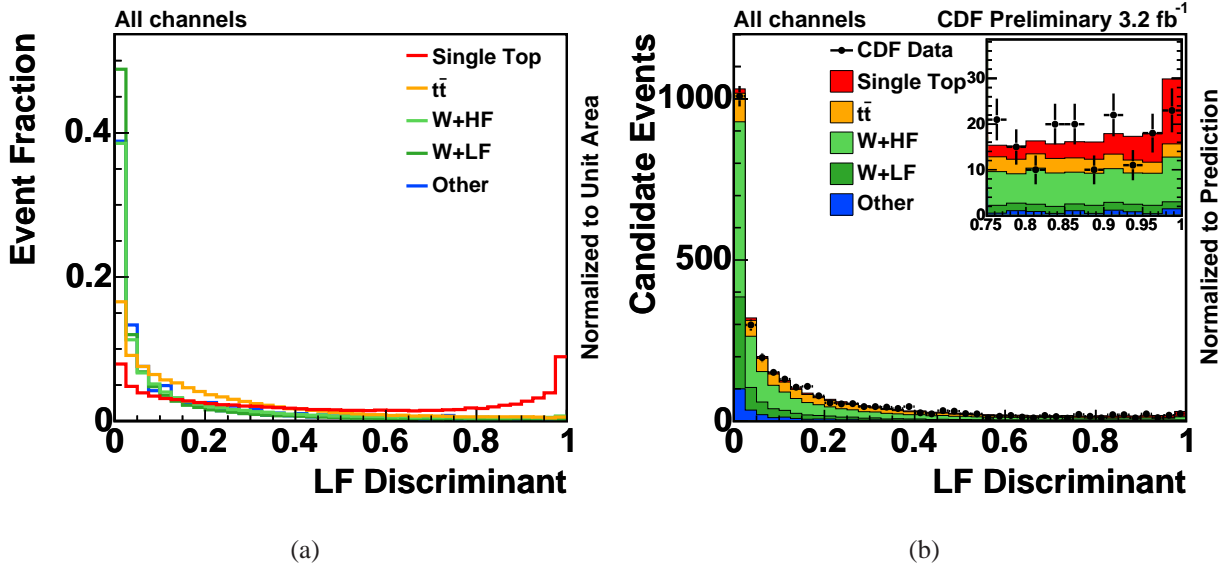 All channels
Event Fraction
0.4
0.2
0
Single Top
tt̄
W+HF
W+LF
Other
0 0.2 0.4 0.6 0.8 1
LF Discriminant
Normalized to Unit Area
(a)
All channels CDF Preliminary 3.2 fb⁻¹
Candidate Events
1000
500
0
CDF Data
Single Top
tt̄
W+HF
W+LF
Other
30
20
10
0
0.75 0.8 0.85 0.9 0.95 1
0 0.2 0.4 0.6 0.8 1
LF Discriminant
Normalized to Prediction
(b)